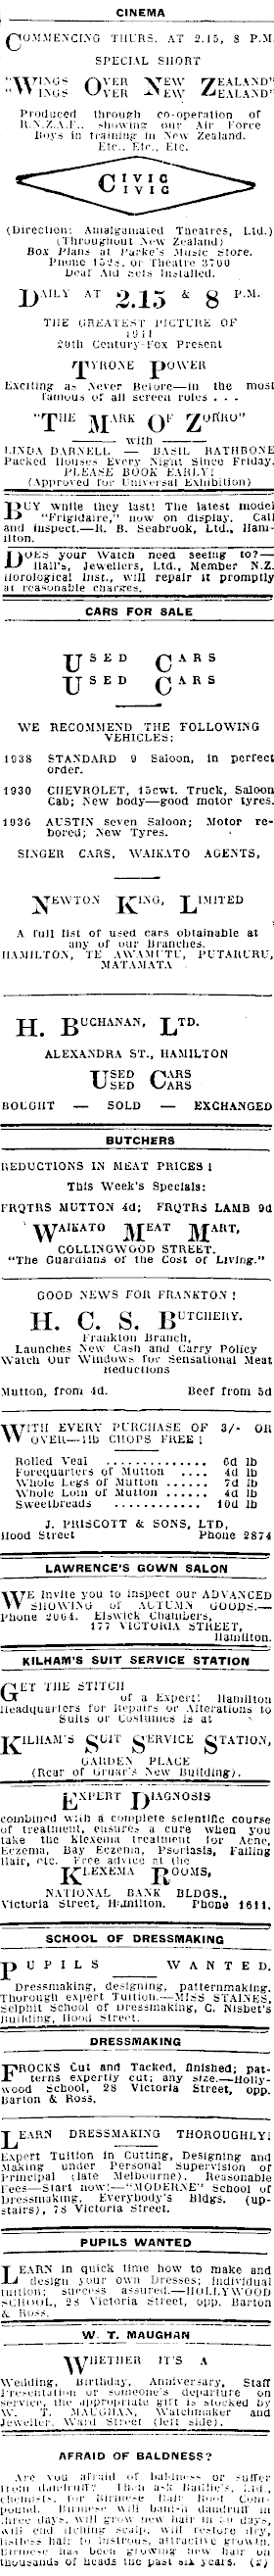 CINEMA
COMMENCING THURS. AT 2.15, 8 P.M.
SPECIAL SHORT
"WINGS OVER NEW ZEALAND"
"WINGS OVER NEW ZEALAND"
Produced through co-operation of
R.N.Z.A.F., showing our Air Force
Boys in training in New Zealand.
Etc., Etc., Etc.
CIVIC
CIVIC
(Direction: Amalgamated Theatres, Ltd.)
(Throughout New Zealand)
Box Plans at Parke's Music Store.
Phone 1528, or Theatre 3700
Deaf Aid Sets Installed.
DAILY AT 2.15 & 8 P.M.
THE GREATEST PICTURE OF
1941
20th Century-Fox Present
TYRONE POWER
Exciting as Never Before—in the most
famous of all screen roles . . .
"THE MARK OF ZORRO"
with
LINDA DARNELL — BASIL RATHBONE
Packed Houses Every Night Since Friday.
PLEASE BOOK EARLY!
(Approved for Universal Exhibition)
BUY while they last! The latest model
"Frigidaire," now on display. Call
and inspect.—R. B. Seabrook, Ltd., Ham-
ilton.
DOES your Watch need seeing to?—
Hall's, Jewellers, Ltd., Member N.Z.
Horological Inst., will repair it promptly
at reasonable charges.
CARS FOR SALE
USED CARS
USED CARS
WE RECOMMEND THE FOLLOWING
VEHICLES:
1938 STANDARD 9 Saloon, in perfect
order.
1930 CHEVROLET, 15cwt. Truck, Saloon
Cab; New body—good motor tyres.
1936 AUSTIN seven Saloon; Motor re-
bored; New Tyres.
SINGER CARS, WAIKATO AGENTS,
NEWTON KING, LIMITED
A full list of used cars obtainable at
any of our Branches.
HAMILTON, TE AWAMUTU, PUTARURU,
MATAMATA
H. BUCHANAN, LTD.
ALEXANDRA ST., HAMILTON
USED CARS
USED CARS
BOUGHT — SOLD — EXCHANGED
BUTCHERS
REDUCTIONS IN MEAT PRICES!
This Week's Specials:
FRQTRS MUTTON 4d; FRQTRS LAMB 9d
WAIKATO MEAT MART,
COLLINGWOOD STREET.
"The Guardians of the Cost of Living."
GOOD NEWS FOR FRANKTON!
H. C. S. BUTCHERY.
Frankton Branch,
Launches New Cash and Carry Policy
Watch Our Windows for Sensational Meat
Reductions
Mutton, from 4d. Beef from 5d
WITH EVERY PURCHASE OF 3/- OR
OVER—1lb CHOPS FREE!
Rolled Veal ............ 6d lb
Forequarters of Mutton .... 4d lb
Whole Legs of Mutton ...... 7d lb
Whole Loin of Mutton ...... 4d lb
Sweetbreads ........... 10d lb
J. PRISCOTT & SONS, LTD,
Hood Street Phone 2874
LAWRENCE'S GOWN SALON
WE invite you to inspect our ADVANCED
SHOWING of AUTUMN GOODS.—
Phone 2064. Elswick Chambers,
177 VICTORIA STREET,
Hamilton.
KILHAM'S SUIT SERVICE STATION
GET THE STITCH
of a Expert! Hamilton
Headquarters for Repairs or Alterations to
Suits or Costumes is at
KILHAM'S SUIT SERVICE STATION,
GARDEN PLACE
(Rear of Gruar's New Building).
EXPERT DIAGNOSIS
combined with a complete scientific course
of treatment, ensures a cure when you
take the Klexema treatment for Acne,
Eczema, Bay Eczema, Psoriasis, Falling
Hair, etc. Free advice at the
KLEXEMA ROOMS,
NATIONAL BANK BLDGS.,
Victoria Street, Hamilton. Phone 1611.
SCHOOL OF DRESSMAKING
PUPILS WANTED.
Dressmaking, designing, patternmaking.
Thorough expert Tuition.—MISS STAINES,
Selphit School of Dressmaking, C. Nisbet's
Building, Hood Street.
DRESSMAKING
FROCKS Cut and Tacked, finished; pat-
terns expertly cut; any size.—Holly-
wood School, 28 Victoria Street, opp.
Barton & Ross.
LEARN DRESSMAKING THOROUGHLY!
Expert Tuition in Cutting, Designing and
Making under Personal Supervision of
Principal (late Melbourne). Reasonable
Fees—Start now!—"MODERNE" School of
Dressmaking, Everybody's Bldgs. (up-
stairs), 78 Victoria Street.
PUPILS WANTED
LEARN in quick time how to make and
design your own Dresses; individual
tuition; success assured.—HOLLYWOOD
SCHOOL, 28 Victoria Street, opp. Barton
& Ross.
W. T. MAUGHAN
WHETHER IT'S A
Wedding, Birthday, Anniversary, Staff
Presentation or someone's departure on
service, the appropriate gift is stocked by
W. T. MAUGHAN, Watchmaker and
Jeweller, Ward Street (left side).
AFRAID OF BALDNESS?
Are you afraid of baldness or suffer
from dandruff? Then ask Baillie's, Ltd.,
chemists, for Birmese Hair Root Com-
pound. Birmese will banish dandruff in
three days, will grow new hair in 30 days,
will end itching scalp, will restore dry,
listless hair to lustrous, attractive growth.
Birmese has been growing new hair on
thousands of heads the past six years. (2)